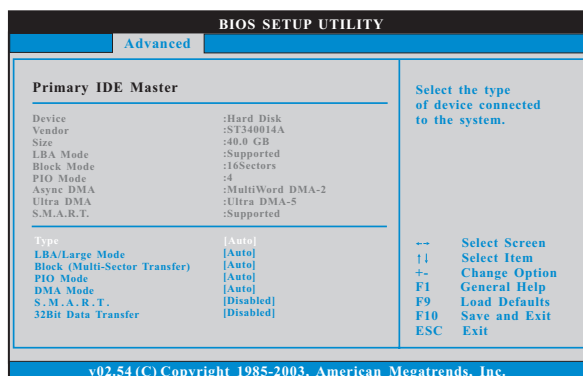 BIOS SETUP UTILITY
Advanced
Primary IDE Master
Device :Hard Disk
Vendor :ST340014A
Size :40.0 GB
LBA Mode :Supported
Block Mode :16Sectors
PIO Mode :4
Async DMA :MultiWord DMA-2
Ultra DMA :Ultra DMA-5
S.M.A.R.T. :Supported
Type [Auto]
LBA/Large Mode [Auto]
Block (Multi-Sector Transfer) [Auto]
PIO Mode [Auto]
DMA Mode [Auto]
S.M.A.R.T. [Disabled]
32Bit Data Transfer [Disabled]
Select the type
of device connected
to the system.
←→ Select Screen
↑↓ Select Item
+- Change Option
F1 General Help
F9 Load Defaults
F10 Save and Exit
ESC Exit
v02.54 (C) Copyright 1985-2003, American Megatrends, Inc.